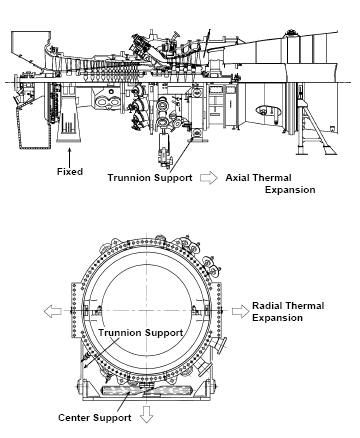 Fixed
Trunnion Support
Axial Thermal
Expansion
Radial Thermal
Expansion
Trunnion Support
Center Support